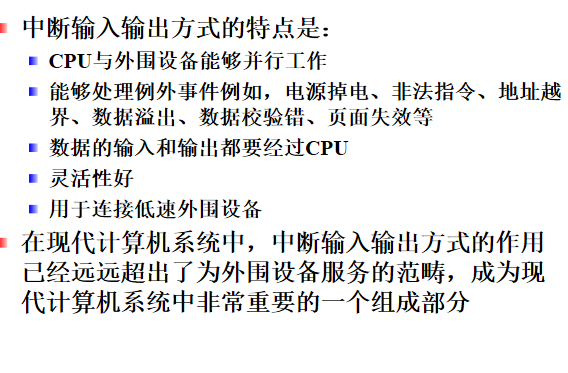 中断输入输出方式的特点是：
CPU与外围设备能够并行工作
能够处理例外事件例如，电源掉电、非法指令、地址越
界、数据溢出、数据校验错、页面失效等
数据的输入和输出都要经过CPU
灵活性好
用于连接低速外围设备
在现代计算机系统中，中断输入输出方式的作用
已经远远超出了为外围设备服务的范畴，成为现
代计算机系统中非常重要的一个组成部分